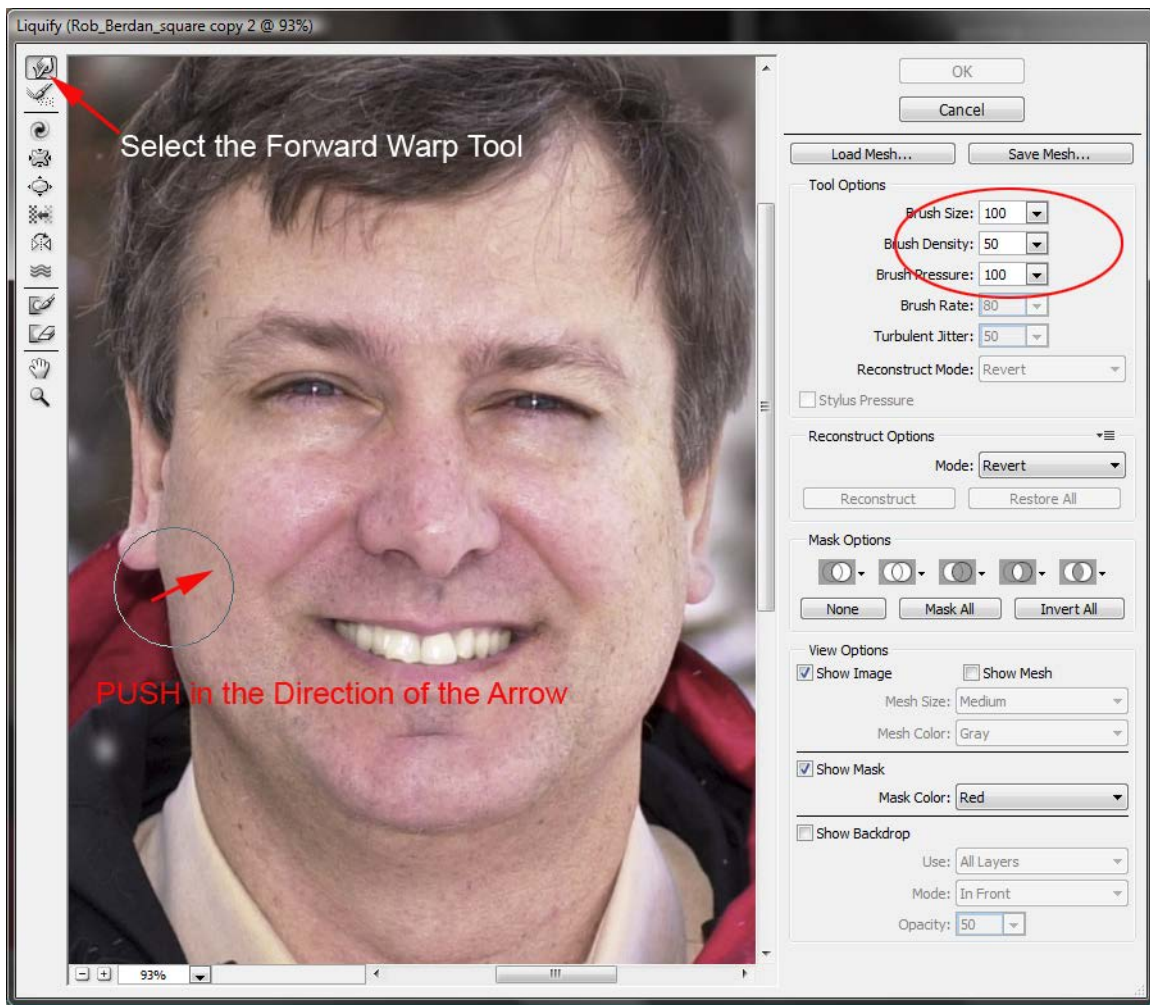 Liquify (Rob_Berdan_square copy 2 @ 93%)
Select the Forward Warp Tool
PUSH in the Direction of the Arrow
93%
OK
Cancel
Load Mesh... Save Mesh...
Tool Options
Brush Size: 100
Brush Density: 50
Brush Pressure: 100
Brush Rate: 80
Turbulent Jitter: 50
Reconstruct Mode: Revert
Stylus Pressure
Reconstruct Options
Mode: Revert
Reconstruct Restore All
Mask Options
None Mask All Invert All
View Options
Show Image Show Mesh
Mesh Size: Medium
Mesh Color: Gray
Show Mask
Mask Color: Red
Show Backdrop
Use: All Layers
Mode: In Front
Opacity: 50